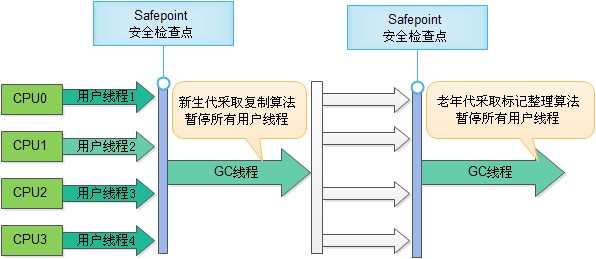 Safepoint
安全检查点
Safepoint
安全检查点
CPU0
用户线程1
新生代采取复制算法
暂停所有用户线程
老年代采取标记整理算法
暂停所有用户线程
CPU1
用户线程2
GC线程
GC线程
CPU2
用户线程3
CPU3
用户线程4